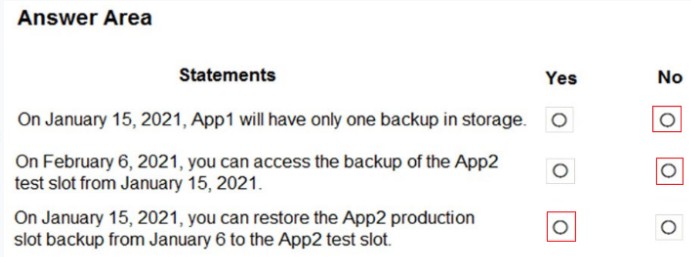 Answer Area
Statements Yes No
On January 15, 2021, App1 will have only one backup in storage.
On February 6, 2021, you can access the backup of the App2
test slot from January 15, 2021.
On January 15, 2021, you can restore the App2 production
slot backup from January 6 to the App2 test slot.